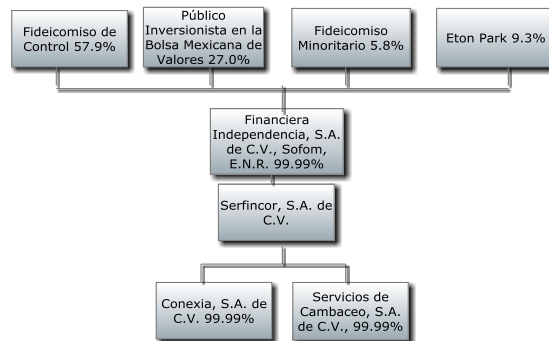 Fideicomiso de
Control 57.9%
Público
Inversionista en la
Bolsa Mexicana de
Valores 27.0%
Fideicomiso
Minoritario 5.8%
Eton Park 9.3%
Financiera
Independencia, S.A.
de C.V., Sofom,
E.N.R. 99.99%
Serfincor, S.A. de
C.V.
Conexia, S.A. de
C.V. 99.99%
Servicios de
Cambaceo, S.A.
de C.V., 99.99%